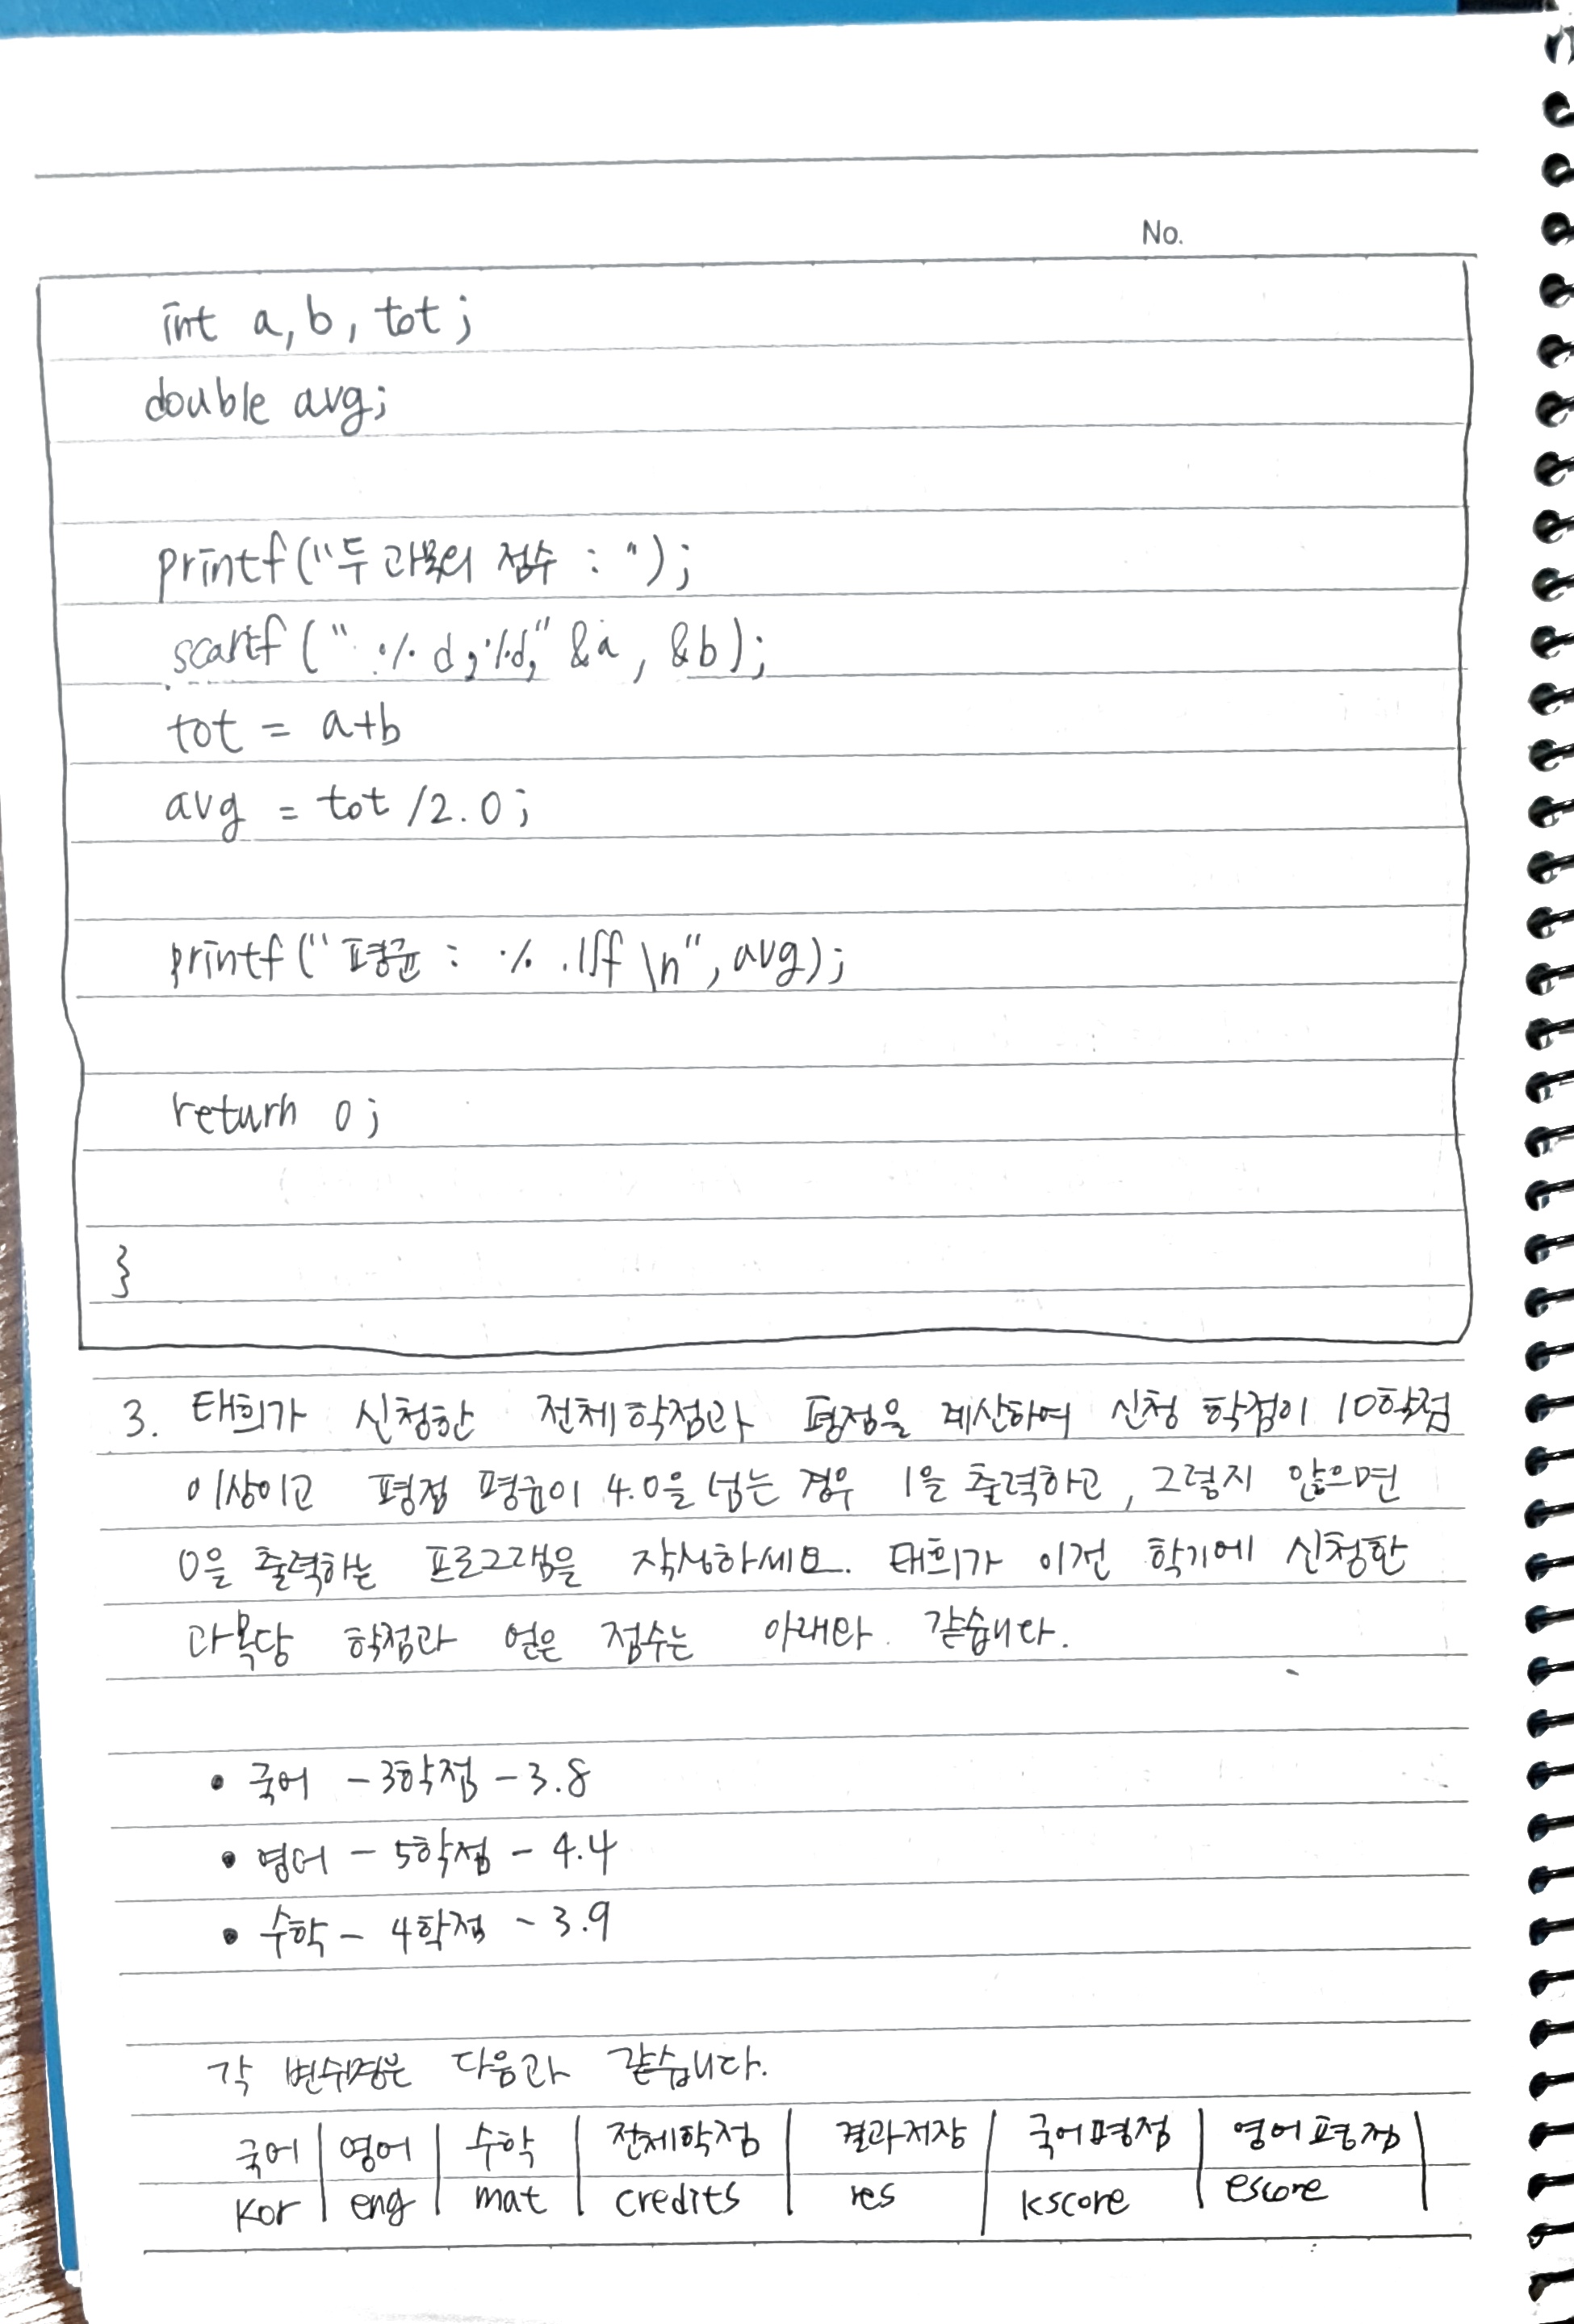 No.
int a, b, tot;
double avg;
printf("두 과목의 점수 : ");
scanf (" % d, %d," &a, &b);
tot = a+b
avg = tot /2.0;
printf("평균 : % .1ff \n", avg);
return 0;
}
3. 태희가 신청한 전체학점과 평점을 계산하여 신청 학점이 10학점
이상이고 평점 평균이 4.0을 넘는 경우 1을 출력하고, 그렇지 않으면
0을 출력하는 프로그램을 작성하세요. 태희가 이전 학기에 신청한
과목당 학점과 얻은 점수는 아래와 같습니다.
• 국어 - 3학점 - 3.8
• 영어 - 5학점 - 4.4
• 수학 - 4학점 - 3.9
각 변수명은 다음과 같습니다.
국어 영어 수학 전체학점 결과저장 국어평점 영어평점
kor eng mat credits res kscore escore